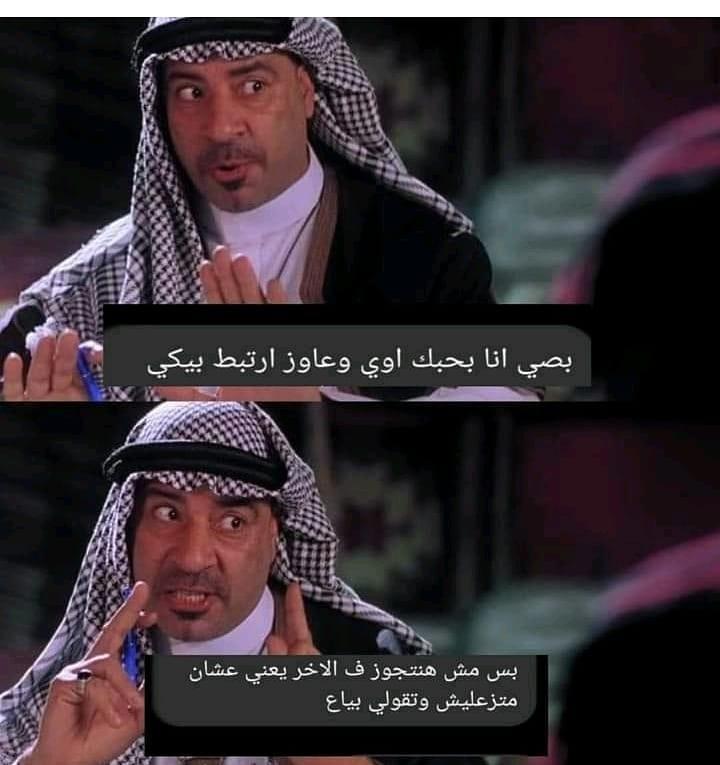 بصي انا بحبك اوي وعاوز ارتبط بيكي
بس مش هنتجوز ف الاخر يعني عشان
متزعليش وتقولي بياع